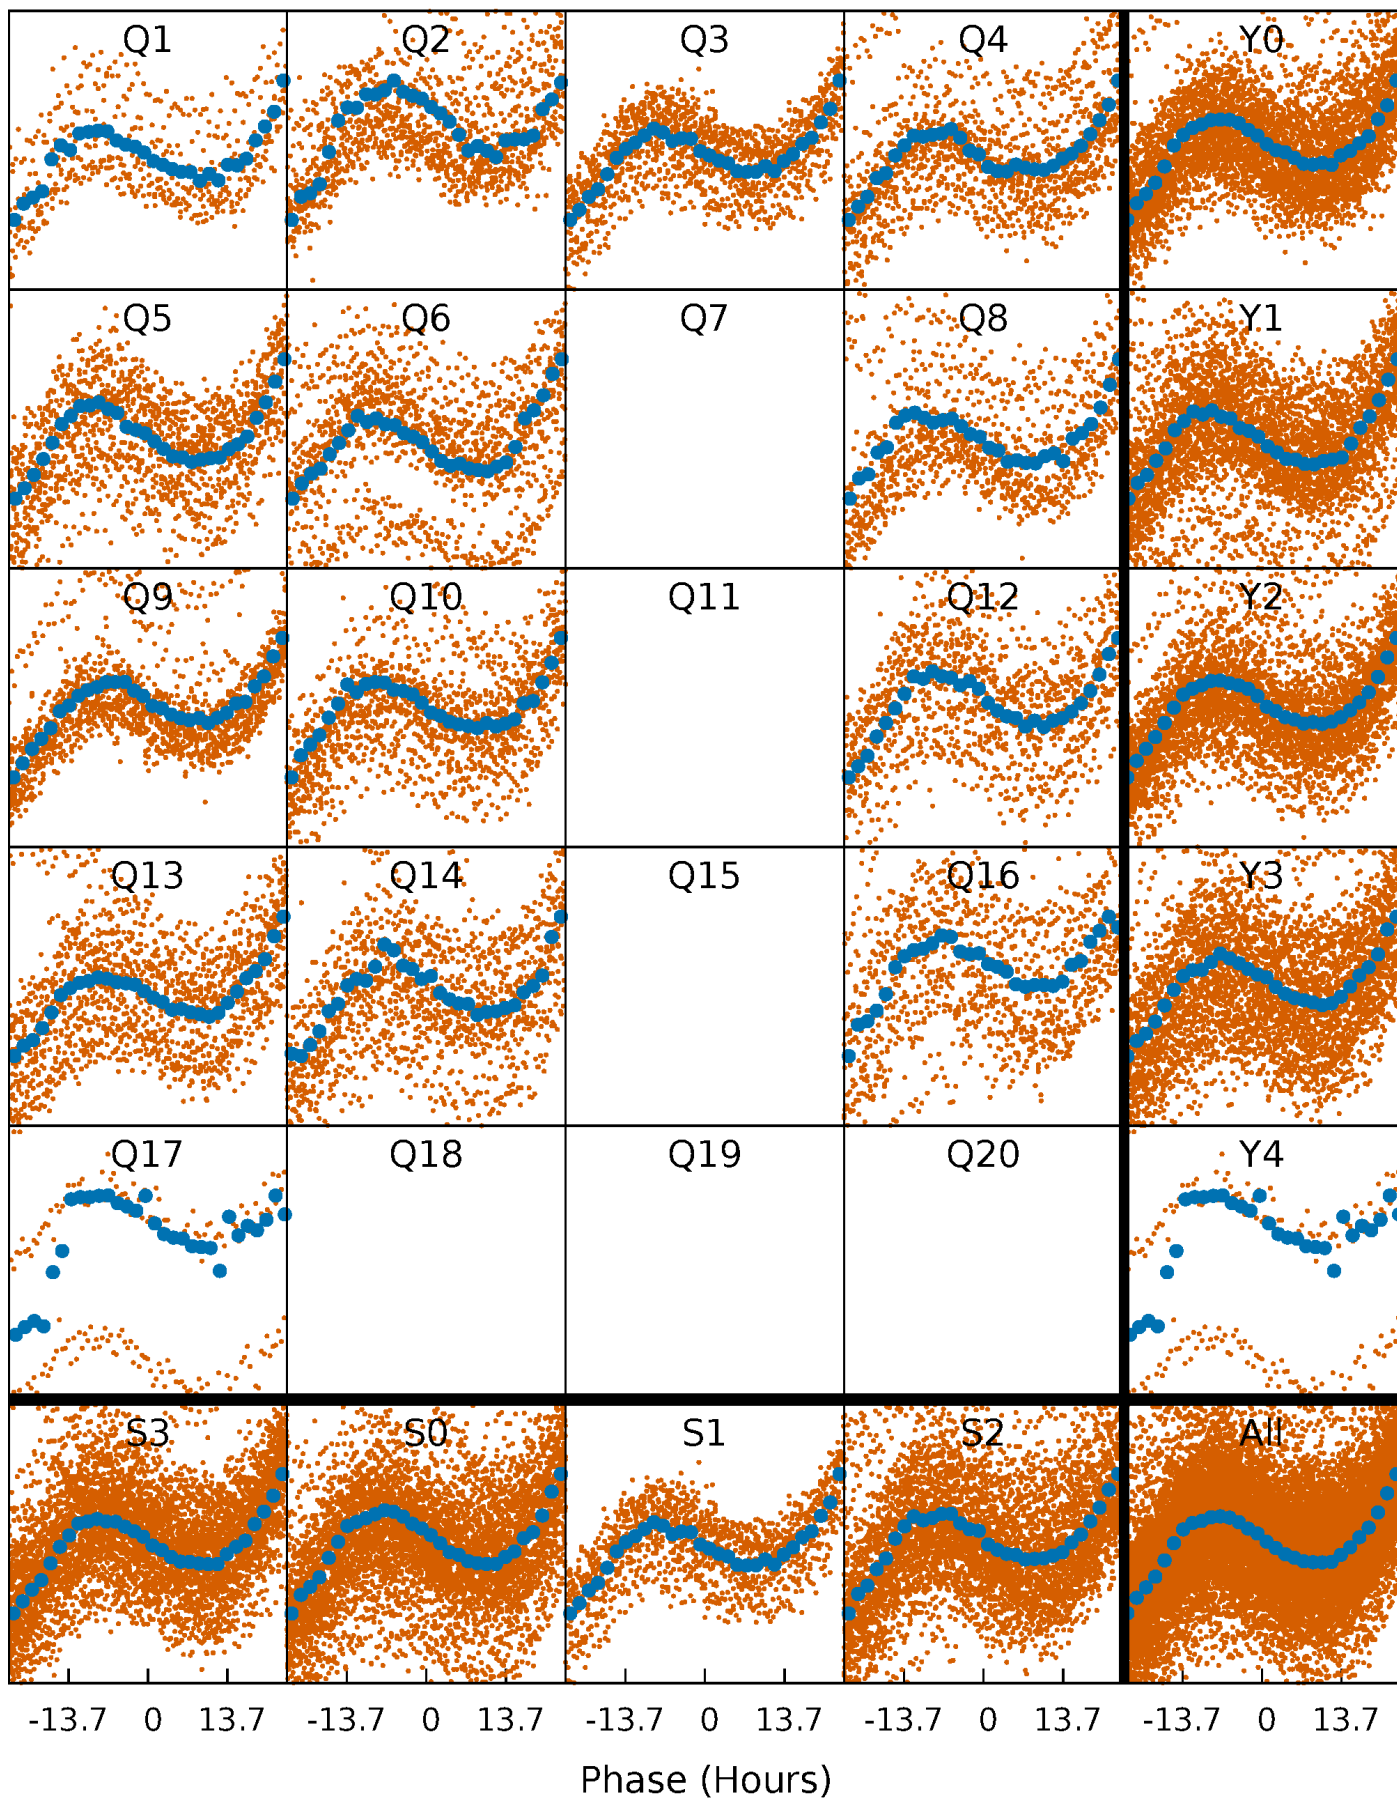 Q1 Q2 Q3 Q4 Y0
Q5 Q6 Q7 Q8 Y1
Q9 Q10 Q11 Q12 Y2
Q13 Q14 Q15 Q16 Y3
Q17 Q18 Q19 Q20 Y4
S3 S0 S1 S2 All
-13.7 0 13.7 -13.7 0 13.7 -13.7 0 13.7 -13.7 0 13.7 -13.7 0 13.7
Phase (Hours)